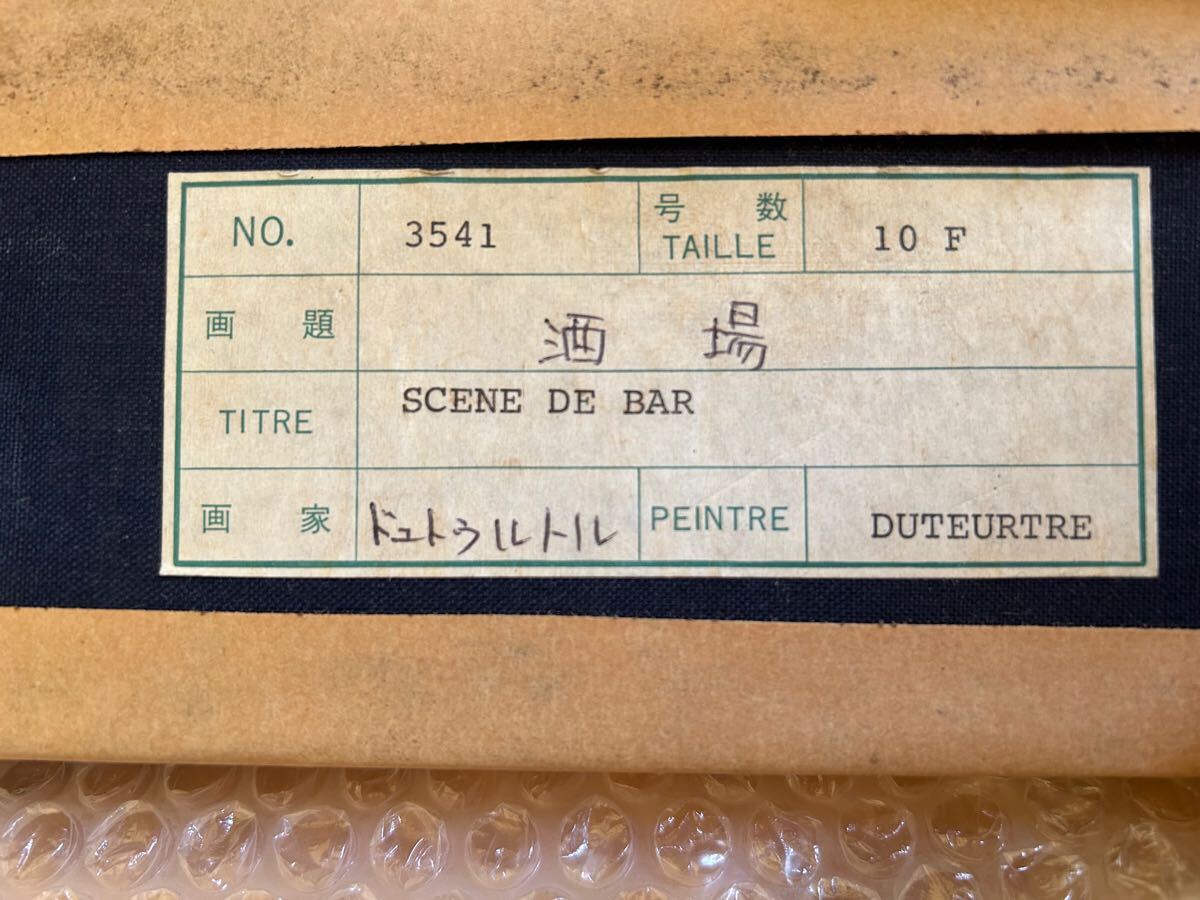 NO. 3541 号数 TAILLE 10 F
画題 酒場
TITRE SCENE DE BAR
画家 ドュトゥルトル PEINTRE DUTEURTRE